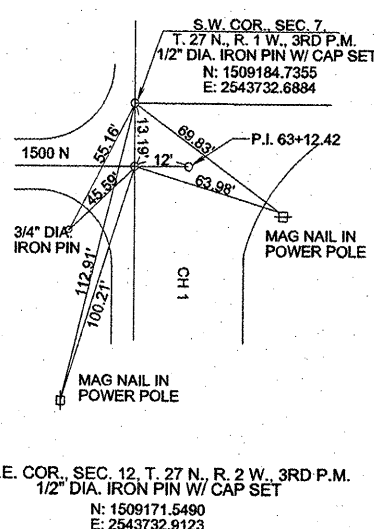 S.W. COR., SEC. 7,
T. 27 N., R. 1 W., 3RD P.M.
1/2" DIA. IRON PIN W/ CAP SET
N: 1509184.7355
E: 2543732.6884
69.83'
55.16'
13.19'
P.I. 63+12.42
1500 N
12'
45.59'
63.98'
3/4" DIA.
IRON PIN
MAG NAIL IN
POWER POLE
112.91'
100.21'
CH 1
MAG NAIL IN
POWER POLE
.E. COR., SEC. 12, T. 27 N., R. 2 W., 3RD P.M.
1/2" DIA. IRON PIN W/ CAP SET
N: 1509171.5490
E: 2543732.9123